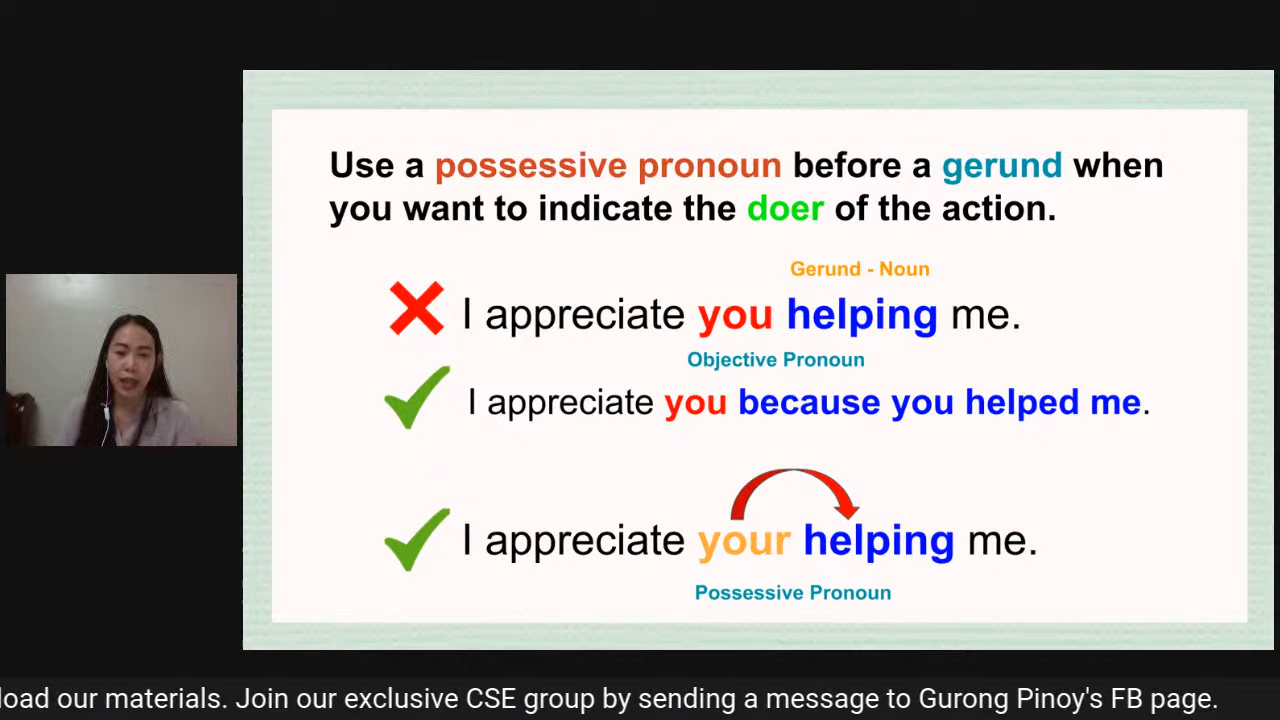 Use a possessive pronoun before a gerund when
you want to indicate the doer of the action.
Gerund - Noun
I appreciate you helping me.
Objective Pronoun
I appreciate you because you helped me.
I appreciate your helping me.
Possessive Pronoun
load our materials. Join our exclusive CSE group by sending a message to Gurong Pinoy's FB page.